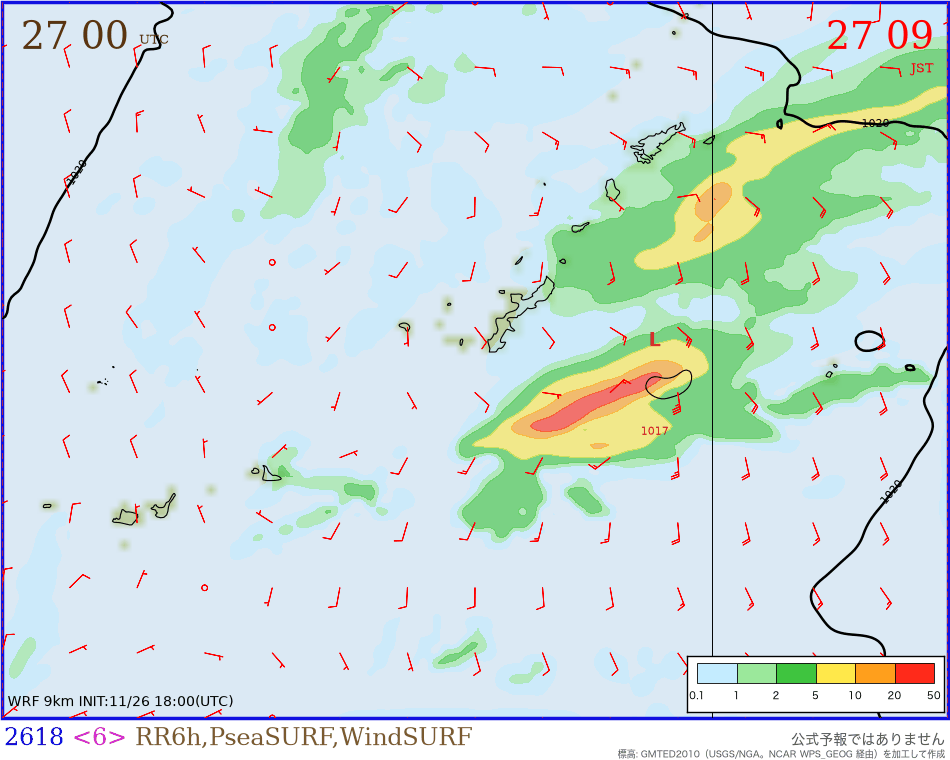 27 00 UTC
27 09
JST
1020
1020
L
1017
1020
0.1 1 2 5 10 20 50
WRF 9km INIT:11/26 18:00(UTC)
2618 <6> RR6h,PseaSURF,WindSURF
公式予報ではありません
標高: GMTED2010（USGS/NGA。NCAR WPS_GEOG 経由）を加工して作成